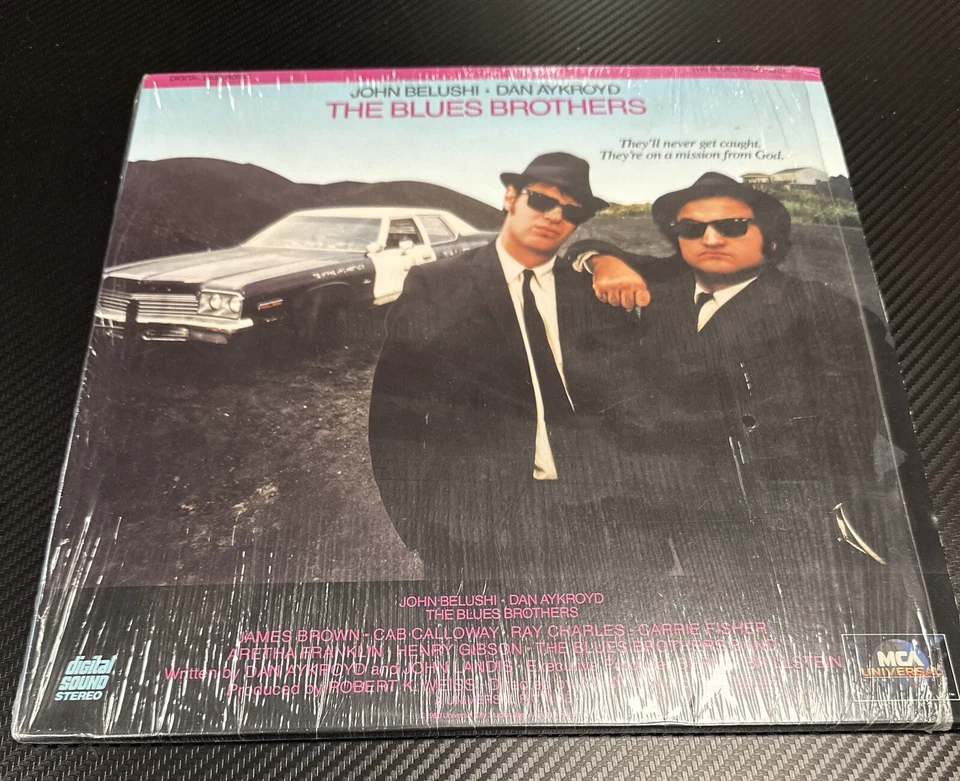 JOHN BELUSHI • DAN AYKROYD
THE BLUES BROTHERS
They'll never get caught.
They're on a mission from God.
JOHN BELUSHI • DAN AYKROYD
THE BLUES BROTHERS
JAMES BROWN • CAB CALLOWAY • RAY CHARLES • CARRIE FISHER
ARETHA FRANKLIN • HENRY GIBSON • THE BLUES BROTHERS
Written by DAN AYKROYD and JOHN LANDIS •
Produced by ROBERT K. WEISS •
digital
SOUND
STEREO
MCA
UNIVERSAL